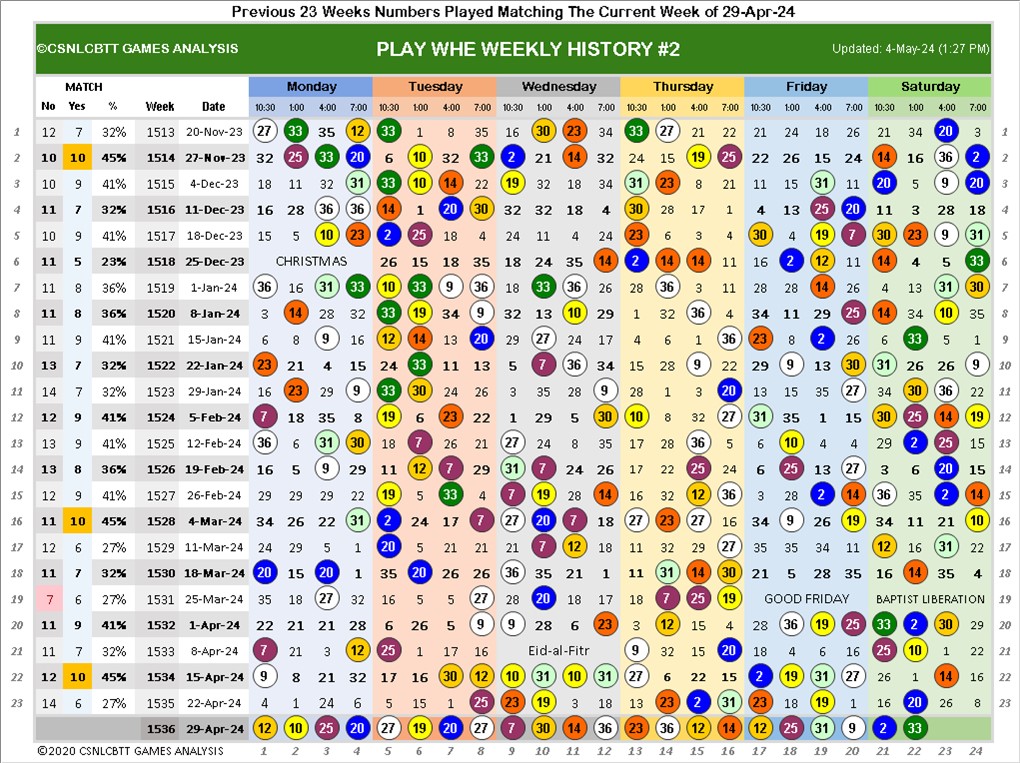 Previous 23 Weeks Numbers Played Matching The Current Week of 29-Apr-24
©CSNLCBTT GAMES ANALYSIS PLAY WHE WEEKLY HISTORY #2 Updated: 4-May-24 (1:27 PM)
MATCH Monday Tuesday Wednesday Thursday Friday Saturday
No Yes % Week Date 10:30 1:00 4:00 7:00 10:30 1:00 4:00 7:00 10:30 1:00 4:00 7:00 10:30 1:00 4:00 7:00 10:30 1:00 4:00 7:00 10:30 1:00 4:00 7:00
1 12 7 32% 1513 20-Nov-23 27 33 35 12 33 1 8 35 16 30 23 34 33 27 21 22 21 24 18 26 21 34 20 3 1
2 10 10 45% 1514 27-Nov-23 32 25 33 20 6 10 32 33 2 21 14 32 24 15 19 25 22 26 15 24 14 16 36 2 2
3 10 9 41% 1515 4-Dec-23 18 11 32 31 33 10 14 22 19 32 18 34 31 23 8 21 11 15 31 11 20 5 9 20 3
4 11 7 32% 1516 11-Dec-23 16 28 36 36 14 1 20 30 32 32 18 4 30 28 17 1 4 13 25 20 11 3 28 18 4
5 10 9 41% 1517 18-Dec-23 15 5 10 23 2 25 18 4 24 11 4 24 23 6 3 4 30 4 19 7 30 23 9 31 5
6 11 5 23% 1518 25-Dec-23 CHRISTMAS 26 15 18 35 18 24 35 14 2 14 14 11 16 2 12 11 14 4 5 33 6
7 11 8 36% 1519 1-Jan-24 36 16 31 33 10 33 9 36 18 33 36 26 28 36 3 11 28 28 14 26 4 13 31 30 7
8 11 8 36% 1520 8-Jan-24 3 14 28 32 33 19 34 9 32 13 10 29 8 32 36 4 34 11 29 25 14 34 10 35 8
9 11 9 41% 1521 15-Jan-24 6 8 9 16 12 14 13 20 29 27 24 17 4 6 1 36 23 8 2 26 6 33 5 1 9
10 13 7 32% 1522 22-Jan-24 23 21 4 15 24 33 11 13 5 7 36 34 15 28 9 22 29 9 13 30 31 26 26 9 10
11 14 7 32% 1523 29-Jan-24 16 23 29 9 33 30 24 26 3 35 28 9 28 1 3 20 13 15 35 27 34 30 36 22 11
12 12 9 41% 1524 5-Feb-24 7 18 35 8 19 6 23 22 1 29 5 30 10 8 32 27 31 35 1 15 30 25 14 19 12
13 13 9 41% 1525 12-Feb-24 36 6 31 30 18 7 26 21 27 24 8 35 17 28 36 5 6 10 4 4 29 2 25 15 13
14 13 8 36% 1526 19-Feb-24 16 5 9 29 11 12 7 29 31 7 24 26 17 22 25 24 6 25 13 27 3 6 20 15 14
15 12 9 41% 1527 26-Feb-24 29 29 29 22 19 5 33 4 7 19 28 14 16 32 12 36 3 28 2 14 36 35 2 14 15
16 11 10 45% 1528 4-Mar-24 34 26 22 31 2 24 17 7 27 20 7 18 27 14 27 16 34 9 26 19 34 11 21 10 16
17 12 6 27% 1529 11-Mar-24 24 29 5 1 20 5 21 21 21 7 12 18 11 32 29 27 35 35 34 11 12 16 31 22 17
18 11 7 32% 1530 18-Mar-24 20 15 20 1 35 20 26 26 36 35 21 1 11 31 14 30 21 5 28 35 16 14 35 4 18
19 7 6 27% 1531 25-Mar-24 35 18 27 32 16 5 5 27 28 20 18 17 18 7 25 19 GOOD FRIDAY BAPTIST LIBERATION 19
20 11 9 41% 1532 1-Apr-24 22 21 21 28 6 26 5 9 9 28 6 23 3 12 15 4 28 36 19 25 33 2 30 29 20
21 11 7 32% 1533 8-Apr-24 7 21 3 12 25 1 17 16 Eid-al-Fitr 9 32 15 20 18 4 6 16 25 10 1 22 21
22 12 10 45% 1534 15-Apr-24 9 8 21 32 17 16 30 12 10 31 10 31 27 6 22 15 2 19 31 27 26 1 14 16 22
23 14 6 27% 1535 22-Apr-24 4 1 24 6 5 15 1 25 23 19 3 18 13 23 2 31 23 18 19 1 16 20 26 8 23
1536 29-Apr-24 12 10 25 20 27 19 20 27 7 30 14 36 23 36 12 14 12 25 31 9 2 33
©2020 CSNLCBTT GAMES ANALYSIS 1 2 3 4 5 6 7 8 9 10 11 12 13 14 15 16 17 18 19 20 21 22 23 24